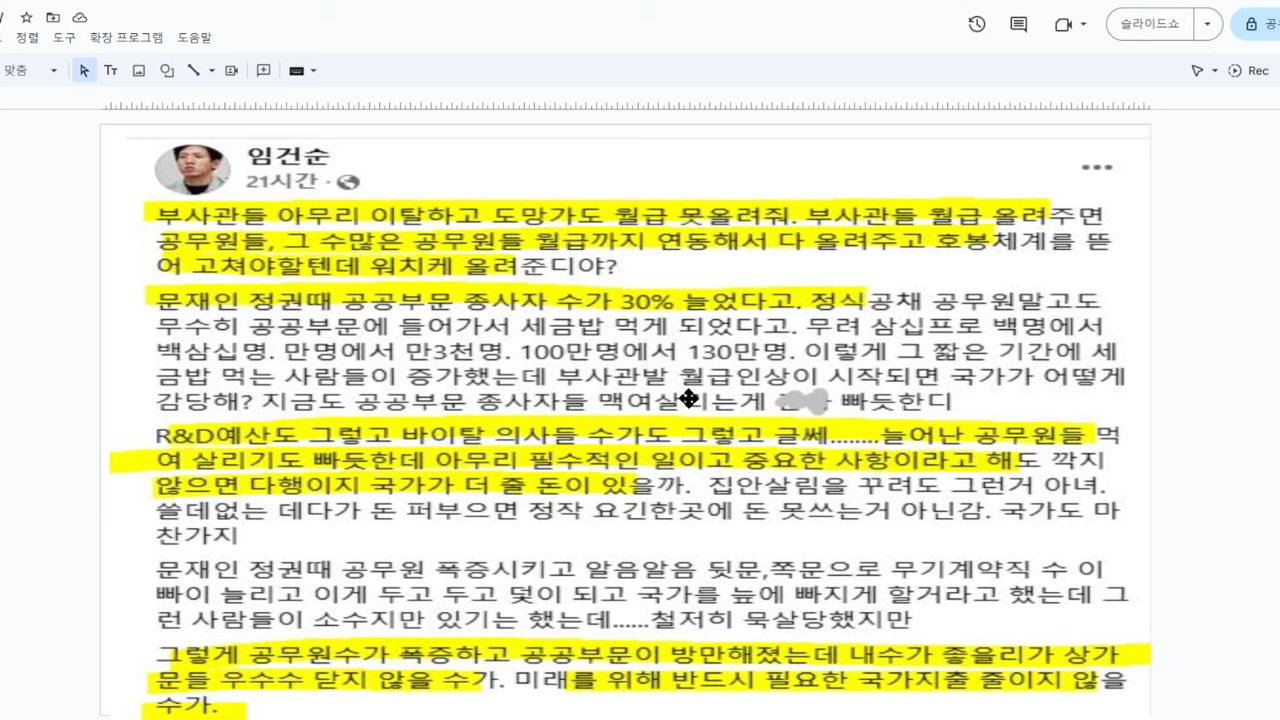 정렬 도구 확장 프로그램 도움말
슬라이드쇼
맞춤
Rec
임건순
21시간 ·
부사관들 아무리 이탈하고 도망가도 월급 못올려줘. 부사관들 월급 올려주면
공무원들, 그 수많은 공무원들 월급까지 연동해서 다 올려주고 호봉체계를 뜯
어 고쳐야할텐데 워치케 올려준디야?
문재인 정권때 공공부문 종사자 수가 30% 늘었다고. 정식공채 공무원말고도
무수히 공공부문에 들어가서 세금밥 먹게 되었다고. 무려 삼십프로 백명에서
백삼십명. 만명에서 만3천명. 100만명에서 130만명. 이렇게 그 짧은 기간에 세
금밥 먹는 사람들이 증가했는데 부사관발 월급인상이 시작되면 국가가 어떻게
감당해? 지금도 공공부문 종사자들 맥여살리는게 빠듯한디
R&D예산도 그렇고 바이탈 의사들 수가도 그렇고 글쎄........늘어난 공무원들 먹
여 살리기도 빠듯한데 아무리 필수적인 일이고 중요한 사항이라고 해도 깍지
않으면 다행이지 국가가 더 줄 돈이 있을까. 집안살림을 꾸려도 그런거 아녀.
쓸데없는 데다가 돈 퍼부으면 정작 요긴한곳에 돈 못쓰는거 아닌감. 국가도 마
찬가지
문재인 정권때 공무원 폭증시키고 알음알음 뒷문,쪽문으로 무기계약직 수 이
빠이 늘리고 이게 두고 두고 덫이 되고 국가를 늪에 빠지게 할거라고 했는데 그
런 사람들이 소수지만 있기는 했는데......철저히 묵살당했지만
그렇게 공무원수가 폭증하고 공공부문이 방만해졌는데 내수가 좋을리가 상가
문들 우수수 닫지 않을 수가. 미래를 위해 반드시 필요한 국가지출 줄이지 않을
수가.